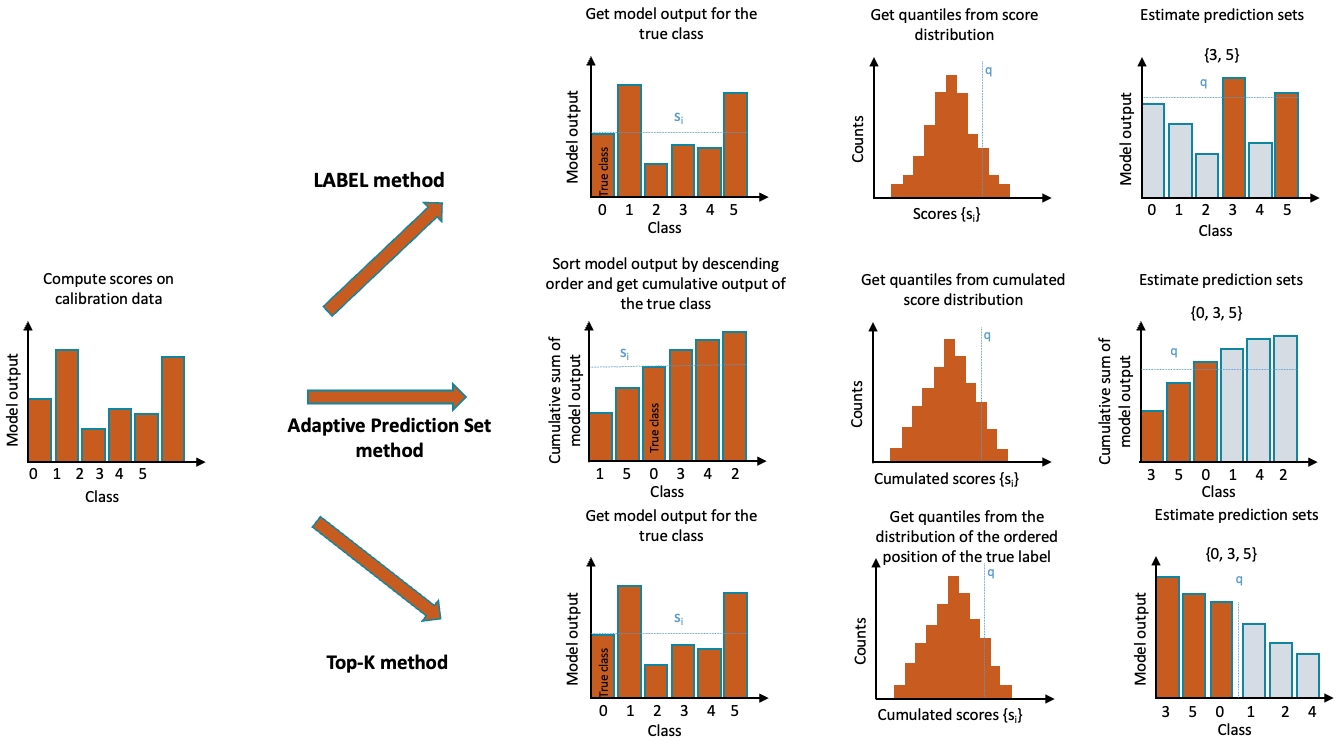 Compute scores on
calibration data
Model output
0 1 2 3 4 5
Class
LABEL method
Adaptive Prediction Set
method
Top-K method
Get model output for the
true class
Model output
s_i
True class
0 1 2 3 4 5
Class
Get quantiles from score
distribution
q
Counts
Scores {s_i}
Estimate prediction sets
{3, 5}
q
Model output
0 1 2 3 4 5
Class
Sort model output by descending
order and get cumulative output of
the true class
Cumulative sum of
model output
s_i
True class
1 5 0 3 4 2
Class
Get quantiles from cumulated
score distribution
q
Counts
Cumulated scores {s_i}
Estimate prediction sets
{0, 3, 5}
q
Cumulative sum of
model output
3 5 0 1 4 2
Class
Get model output for the
true class
Model output
s_i
True class
0 1 2 3 4 5
Class
Get quantiles from the
distribution of the ordered
position of the true label
q
Counts
Cumulated scores {s_i}
Estimate prediction sets
{0, 3, 5}
q
Model output
3 5 0 1 2 4
Class